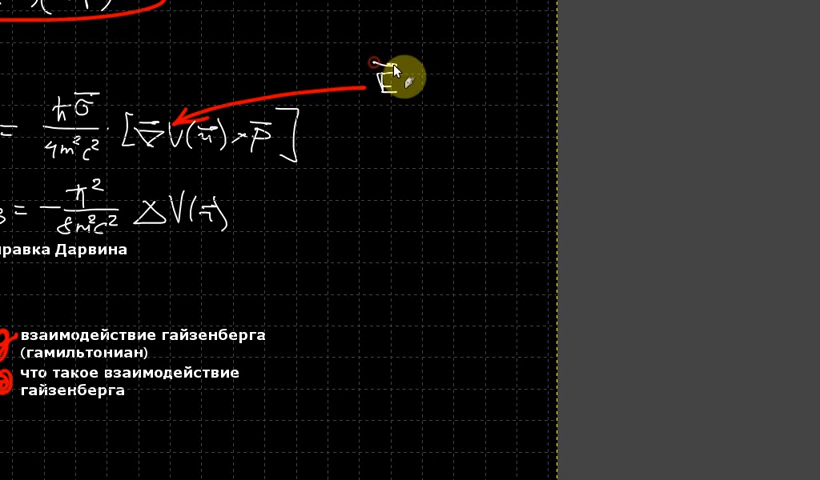 E
= ħσ̄ / 4m²c² · [∇̄V(r̄) × p̄]
= − ħ² / 8m²c² ΔV(r̄)
правка Дарвина
взаимодействие гайзенберга
(гамильтониан)
что такое взаимодействие
гайзенберга